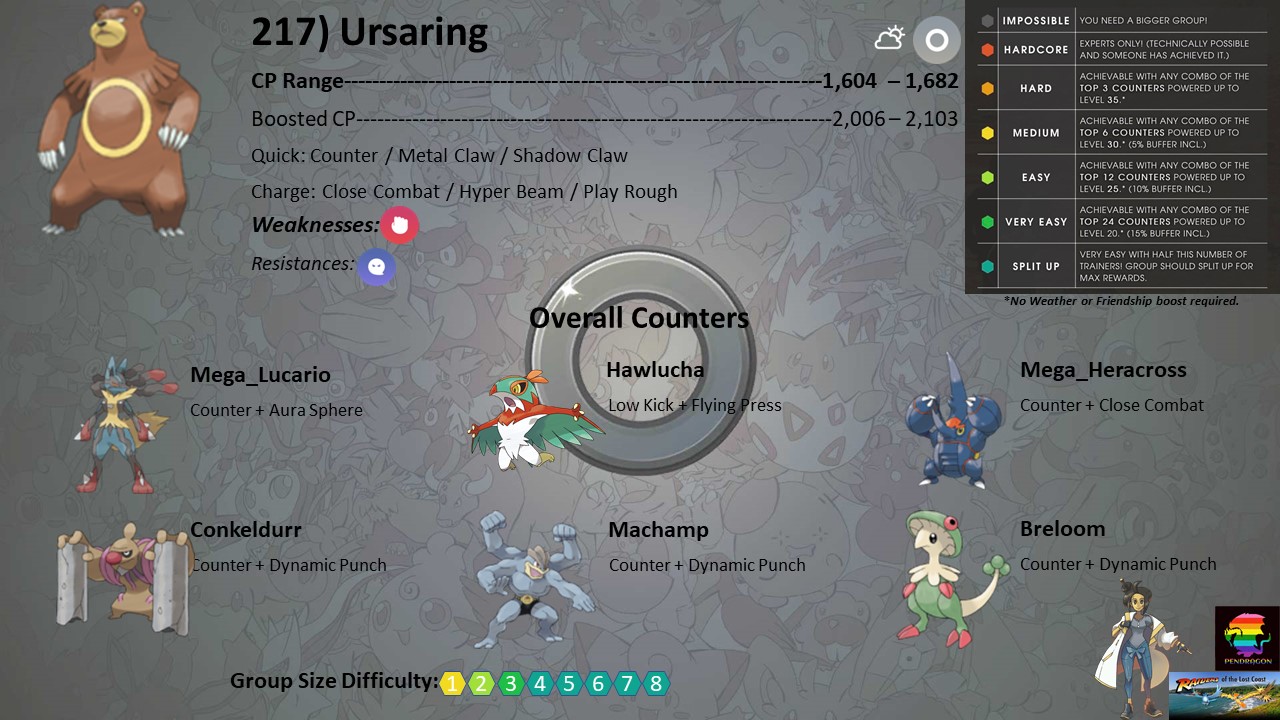 217) Ursaring
CP Range--------------------------------------------------------------------1,604 – 1,682
Boosted CP--------------------------------------------------------------------2,006 – 2,103
Quick: Counter / Metal Claw / Shadow Claw
Charge: Close Combat / Hyper Beam / Play Rough
Weaknesses:
Resistances:
IMPOSSIBLE YOU NEED A BIGGER GROUP!
HARDCORE EXPERTS ONLY! (TECHNICALLY POSSIBLE
AND SOMEONE HAS ACHIEVED IT.)
HARD ACHIEVABLE WITH ANY COMBO OF THE
TOP 3 COUNTERS POWERED UP TO
LEVEL 35.*
MEDIUM ACHIEVABLE WITH ANY COMBO OF THE
TOP 6 COUNTERS POWERED UP TO
LEVEL 30.* (5% BUFFER INCL.)
EASY ACHIEVABLE WITH ANY COMBO OF THE
TOP 12 COUNTERS POWERED UP TO
LEVEL 25.* (10% BUFFER INCL.)
VERY EASY ACHIEVABLE WITH ANY COMBO OF THE
TOP 24 COUNTERS POWERED UP TO
LEVEL 20.* (15% BUFFER INCL.)
SPLIT UP VERY EASY WITH HALF THIS NUMBER OF
TRAINERS! GROUP SHOULD SPLIT UP FOR
MAX REWARDS.
*No Weather or Friendship boost required.
Overall Counters
Mega_Lucario
Counter + Aura Sphere
Hawlucha
Low Kick + Flying Press
Mega_Heracross
Counter + Close Combat
Conkeldurr
Counter + Dynamic Punch
Machamp
Counter + Dynamic Punch
Breloom
Counter + Dynamic Punch
Group Size Difficulty: 1 2 3 4 5 6 7 8
PENDROGON
RAIDERS of the Lost Coast